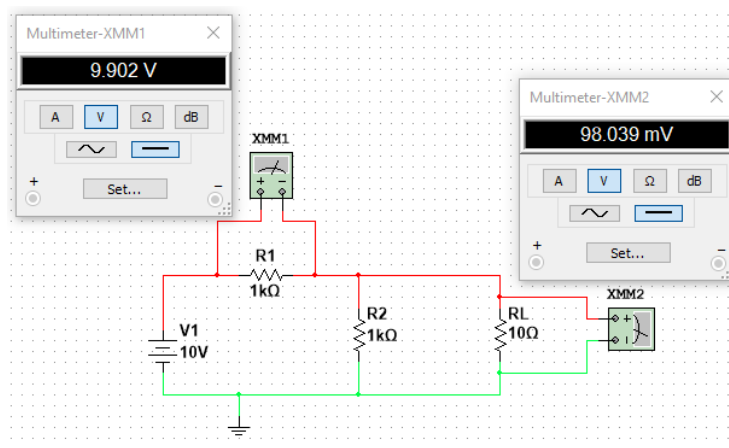 Multimeter-XMM1
9.902 V
A V Ω dB
+ −
Set...
Multimeter-XMM2
98.039 mV
A V Ω dB
+ −
Set...
XMM1
+ −
R1
1kΩ
R2
1kΩ
V1
10V
RL
10Ω
XMM2
+
−